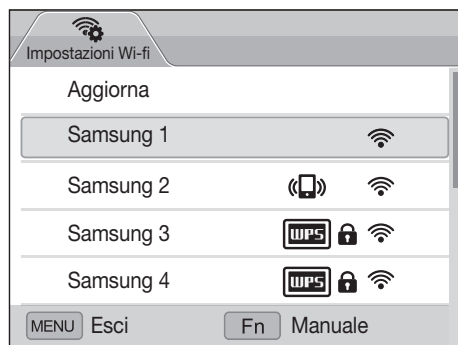 Impostazioni Wi-fi
Aggiorna
Samsung 1
Samsung 2
Samsung 3 WPS
Samsung 4 WPS
MENU Esci Fn Manuale